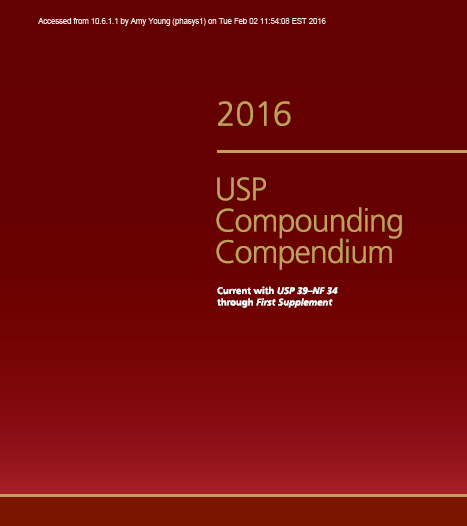 Accessed from 10.6.1.1 by Amy Young (phasys1) on Tue Feb 02 11:54:08 EST 2016
2016
USP
Compounding
Compendium
Current with USP 39–NF 34
through First Supplement